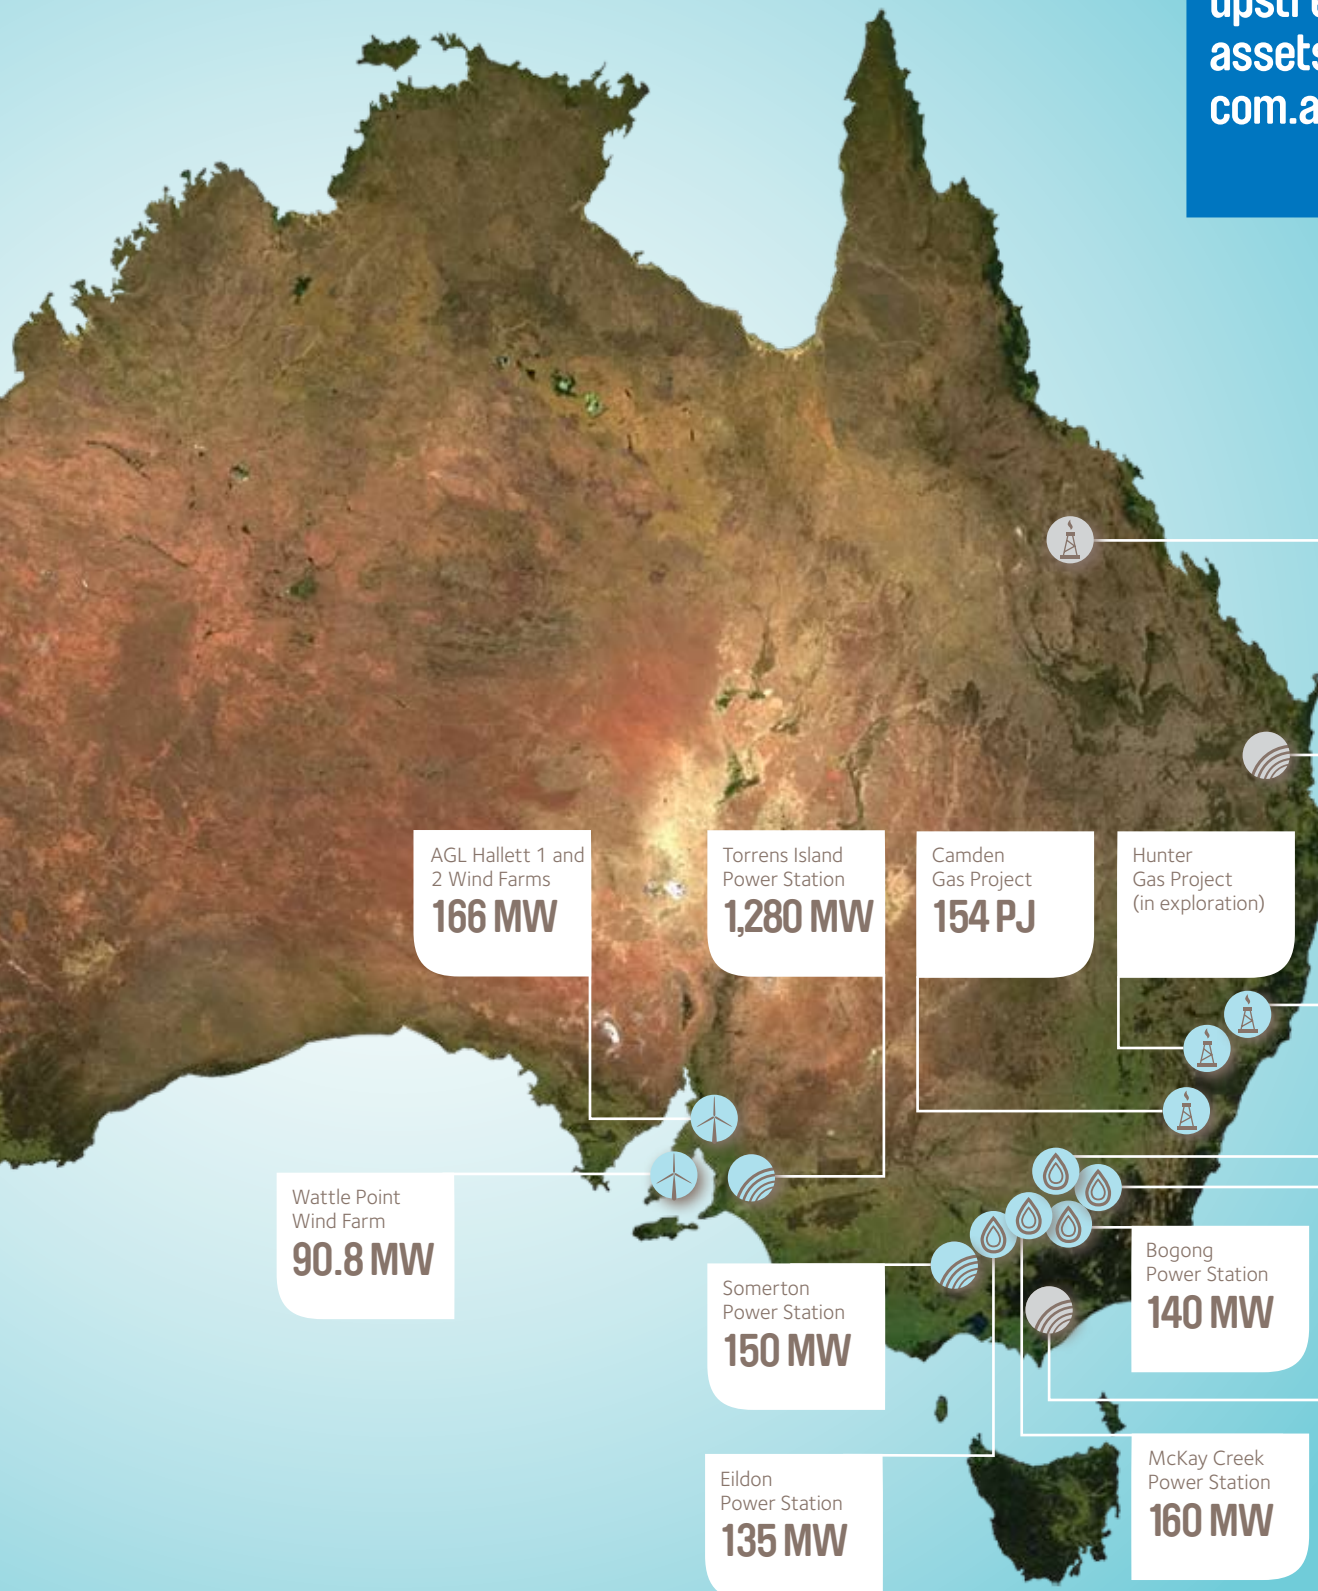 assets
com.a
AGL Hallett 1 and
2 Wind Farms
166 MW
Torrens Island
Power Station
1,280 MW
Camden
Gas Project
154 PJ
Hunter
Gas Project
(in exploration)
Wattle Point
Wind Farm
90.8 MW
Somerton
Power Station
150 MW
Bogong
Power Station
140 MW
Eildon
Power Station
135 MW
McKay Creek
Power Station
160 MW